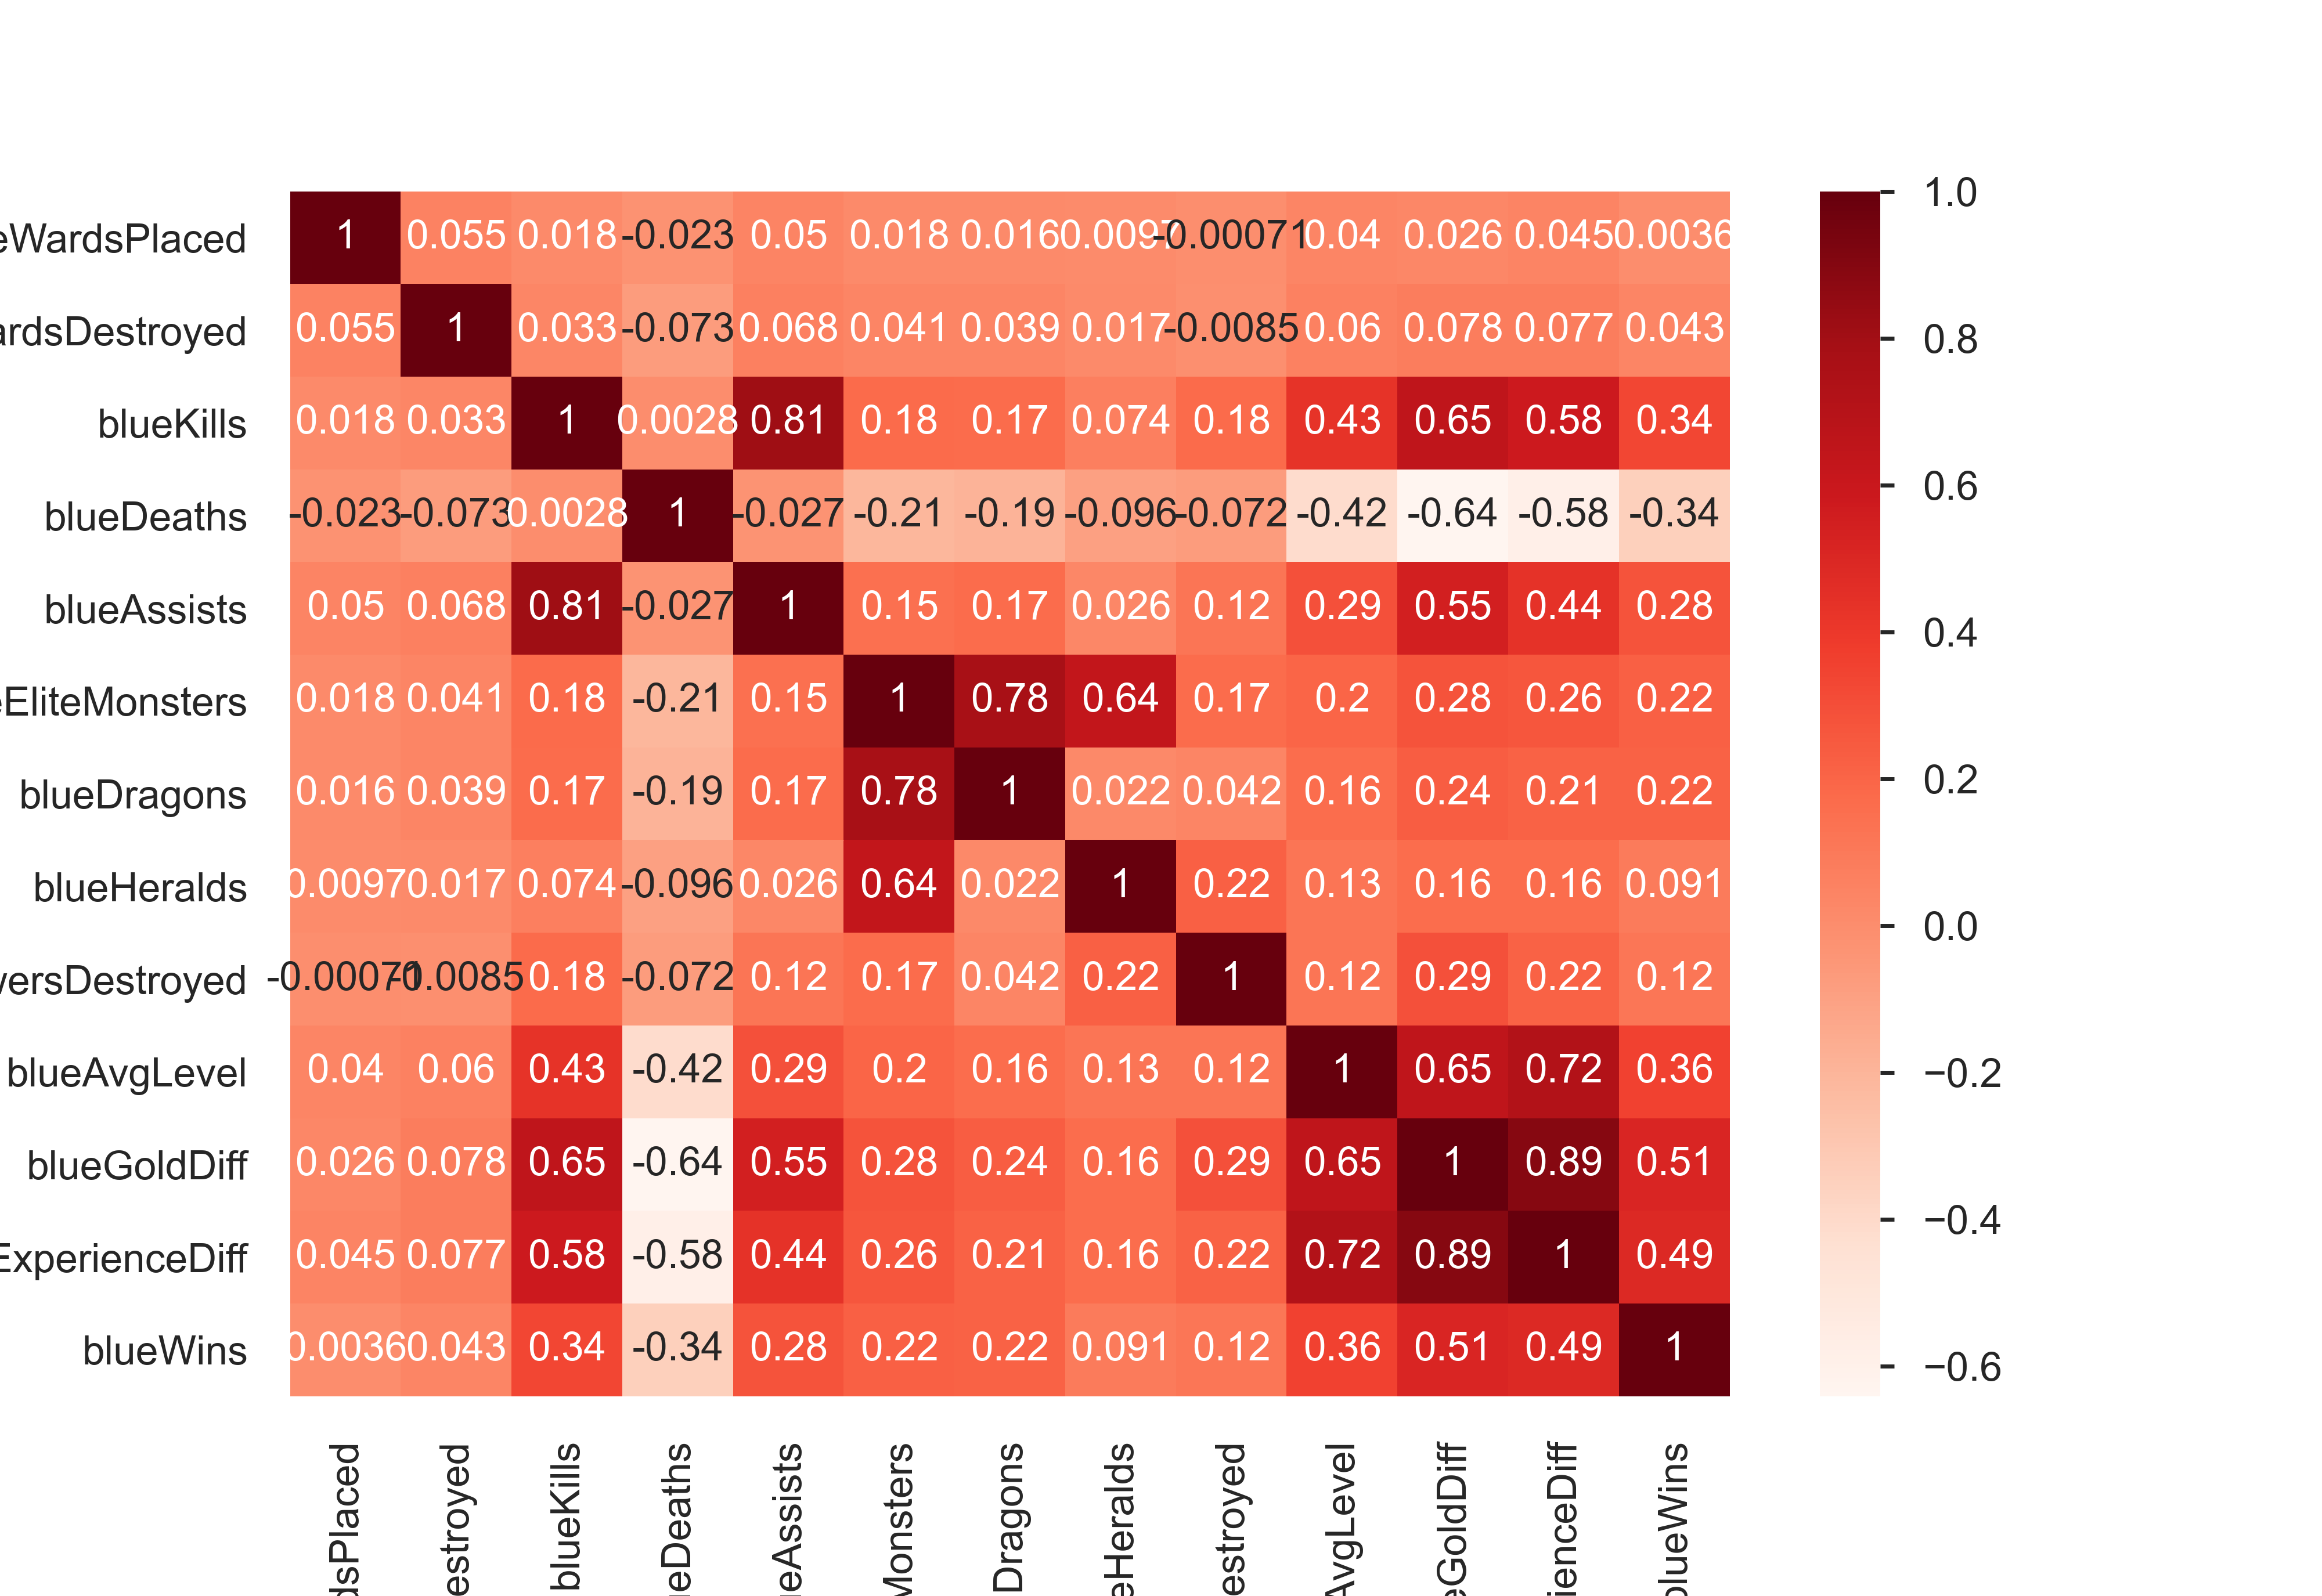 eWardsPlaced 1 0.055 0.018 -0.023 0.05 0.018 0.016 0.0097 -0.00071 0.04 0.026 0.045 0.0036
ardsDestroyed 0.055 1 0.033 -0.073 0.068 0.041 0.039 0.017 -0.0085 0.06 0.078 0.077 0.043
blueKills 0.018 0.033 1 0.0028 0.81 0.18 0.17 0.074 0.18 0.43 0.65 0.58 0.34
blueDeaths -0.023 -0.073 0.0028 1 -0.027 -0.21 -0.19 -0.096 -0.072 -0.42 -0.64 -0.58 -0.34
blueAssists 0.05 0.068 0.81 -0.027 1 0.15 0.17 0.026 0.12 0.29 0.55 0.44 0.28
eEliteMonsters 0.018 0.041 0.18 -0.21 0.15 1 0.78 0.64 0.17 0.2 0.28 0.26 0.22
blueDragons 0.016 0.039 0.17 -0.19 0.17 0.78 1 0.022 0.042 0.16 0.24 0.21 0.22
blueHeralds 0.0097 0.017 0.074 -0.096 0.026 0.64 0.022 1 0.22 0.13 0.16 0.16 0.091
wersDestroyed -0.00071 -0.0085 0.18 -0.072 0.12 0.17 0.042 0.22 1 0.12 0.29 0.22 0.12
blueAvgLevel 0.04 0.06 0.43 -0.42 0.29 0.2 0.16 0.13 0.12 1 0.65 0.72 0.36
blueGoldDiff 0.026 0.078 0.65 -0.64 0.55 0.28 0.24 0.16 0.29 0.65 1 0.89 0.51
ExperienceDiff 0.045 0.077 0.58 -0.58 0.44 0.26 0.21 0.16 0.22 0.72 0.89 1 0.49
blueWins 0.0036 0.043 0.34 -0.34 0.28 0.22 0.22 0.091 0.12 0.36 0.51 0.49 1
dsPlaced
estroyed
blueKills
eDeaths
eAssists
Monsters
Dragons
eHeralds
estroyed
AvgLevel
eGoldDiff
ienceDiff
blueWins
1.0
0.8
0.6
0.4
0.2
0.0
−0.2
−0.4
−0.6